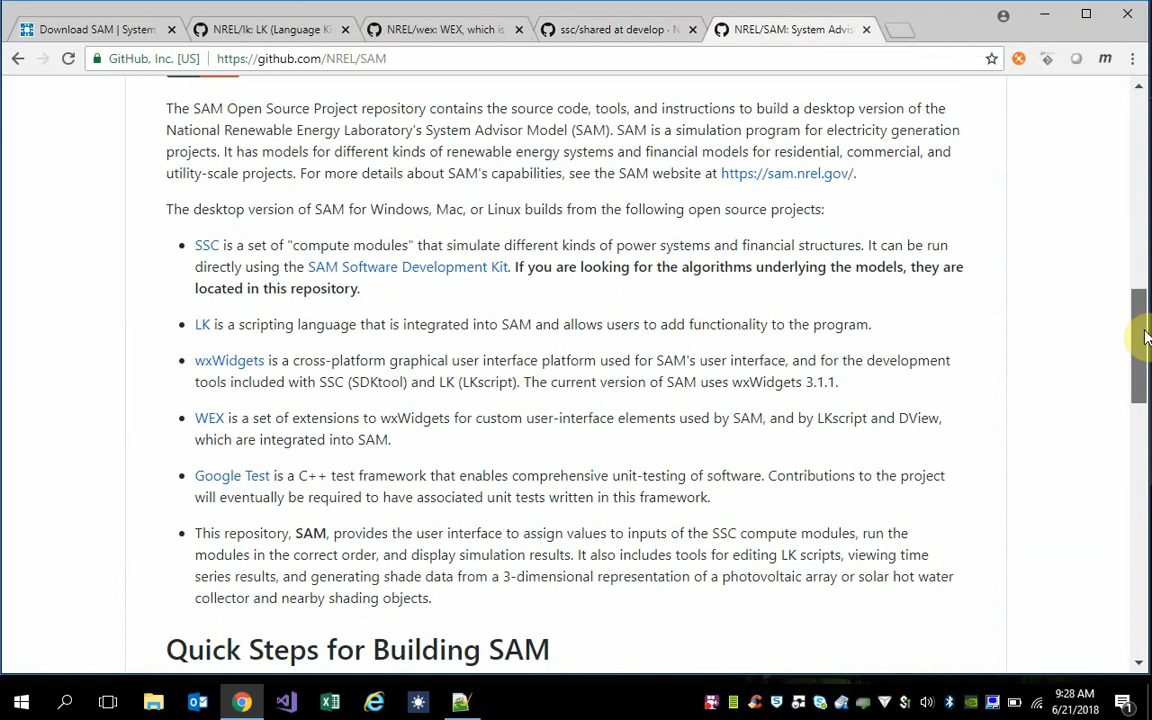 Download SAM | System
NREL/lk: LK (Language Ki
NREL/wex: WEX, which is
ssc/shared at develop · N
NREL/SAM: System Advis
GitHub, Inc. [US] | https://github.com/NREL/SAM
The SAM Open Source Project repository contains the source code, tools, and instructions to build a desktop version of the
National Renewable Energy Laboratory's System Advisor Model (SAM). SAM is a simulation program for electricity generation
projects. It has models for different kinds of renewable energy systems and financial models for residential, commercial, and
utility-scale projects. For more details about SAM's capabilities, see the SAM website at https://sam.nrel.gov/.
The desktop version of SAM for Windows, Mac, or Linux builds from the following open source projects:
• SSC is a set of "compute modules" that simulate different kinds of power systems and financial structures. It can be run
directly using the SAM Software Development Kit. If you are looking for the algorithms underlying the models, they are
located in this repository.
• LK is a scripting language that is integrated into SAM and allows users to add functionality to the program.
• wxWidgets is a cross-platform graphical user interface platform used for SAM's user interface, and for the development
tools included with SSC (SDKtool) and LK (LKscript). The current version of SAM uses wxWidgets 3.1.1.
• WEX is a set of extensions to wxWidgets for custom user-interface elements used by SAM, and by LKscript and DView,
which are integrated into SAM.
• Google Test is a C++ test framework that enables comprehensive unit-testing of software. Contributions to the project
will eventually be required to have associated unit tests written in this framework.
• This repository, SAM, provides the user interface to assign values to inputs of the SSC compute modules, run the
modules in the correct order, and display simulation results. It also includes tools for editing LK scripts, viewing time
series results, and generating shade data from a 3-dimensional representation of a photovoltaic array or solar hot water
collector and nearby shading objects.
Quick Steps for Building SAM
9:28 AM
6/21/2018